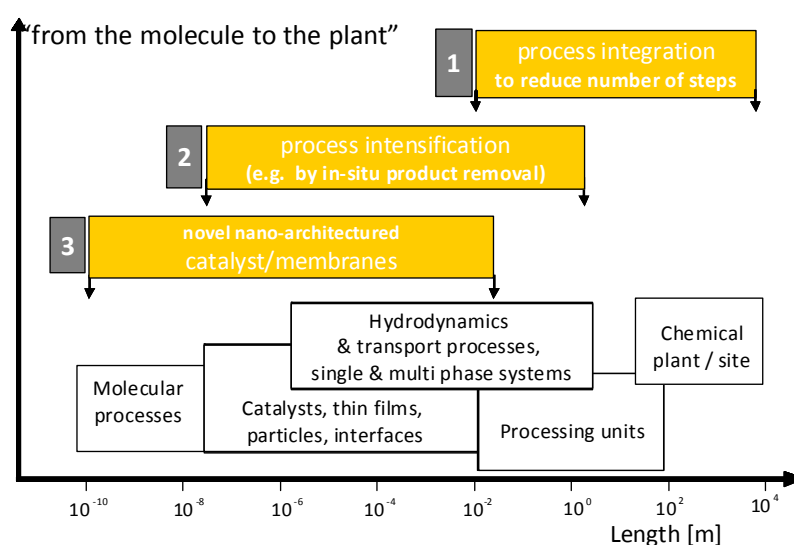 “from the molecule to the plant”
1
process integration
to reduce number of steps
2
process intensification
(e.g. by in-situ product removal)
3
novel nano-architectured
catalyst/membranes
Hydrodynamics
& transport processes,
single & multi phase systems
Chemical
plant / site
Molecular
processes
Catalysts, thin films,
particles, interfaces
Processing units
10⁻¹⁰ 10⁻⁸ 10⁻⁶ 10⁻⁴ 10⁻² 10⁰ 10² 10⁴
Length [m]